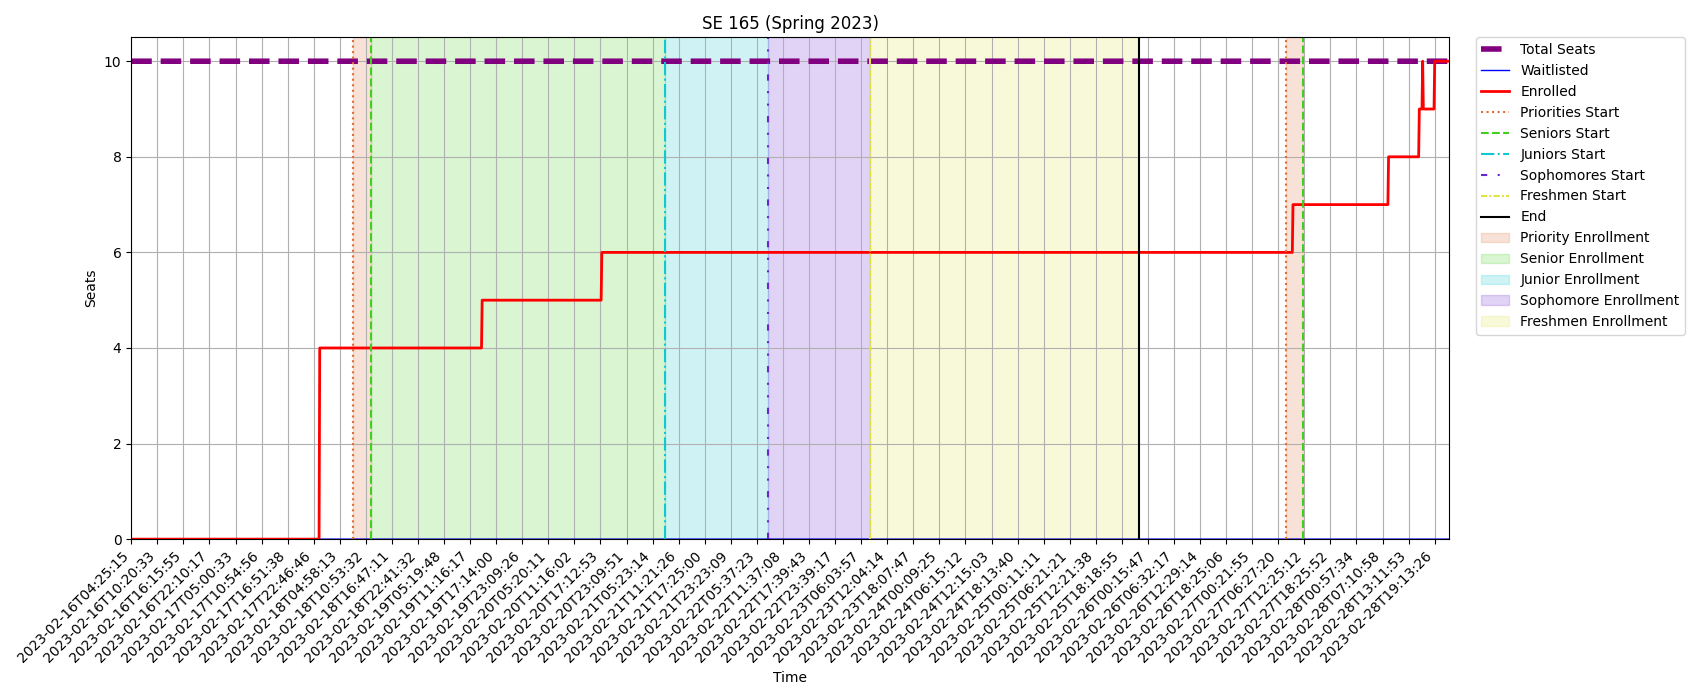 SE 165 (Spring 2023)
10
8
6
4
2
0
Seats
2023-02-16T04:25:15
2023-02-16T10:20:33
2023-02-16T16:15:55
2023-02-16T22:10:17
2023-02-17T05:00:33
2023-02-17T10:54:56
2023-02-17T16:51:38
2023-02-17T22:46:46
2023-02-18T04:58:13
2023-02-18T10:53:32
2023-02-18T16:47:11
2023-02-18T22:41:32
2023-02-19T05:19:48
2023-02-19T11:16:17
2023-02-19T17:14:00
2023-02-19T23:09:26
2023-02-20T05:20:11
2023-02-20T11:16:02
2023-02-20T17:12:53
2023-02-20T23:09:51
2023-02-21T05:23:14
2023-02-21T11:21:26
2023-02-21T17:25:00
2023-02-21T23:23:09
2023-02-22T05:37:23
2023-02-22T11:37:08
2023-02-22T17:39:43
2023-02-22T23:39:17
2023-02-23T06:03:57
2023-02-23T12:04:14
2023-02-23T18:07:47
2023-02-24T00:09:25
2023-02-24T06:15:12
2023-02-24T12:15:03
2023-02-24T18:13:40
2023-02-25T00:11:11
2023-02-25T06:21:21
2023-02-25T12:21:38
2023-02-25T18:18:55
2023-02-26T00:15:47
2023-02-26T06:32:17
2023-02-26T12:29:14
2023-02-26T18:25:06
2023-02-27T00:21:55
2023-02-27T06:27:20
2023-02-27T12:25:12
2023-02-27T18:25:52
2023-02-28T00:57:34
2023-02-28T07:10:58
2023-02-28T13:11:53
2023-02-28T19:13:26
Time
Total Seats
Waitlisted
Enrolled
Priorities Start
Seniors Start
Juniors Start
Sophomores Start
Freshmen Start
End
Priority Enrollment
Senior Enrollment
Junior Enrollment
Sophomore Enrollment
Freshmen Enrollment